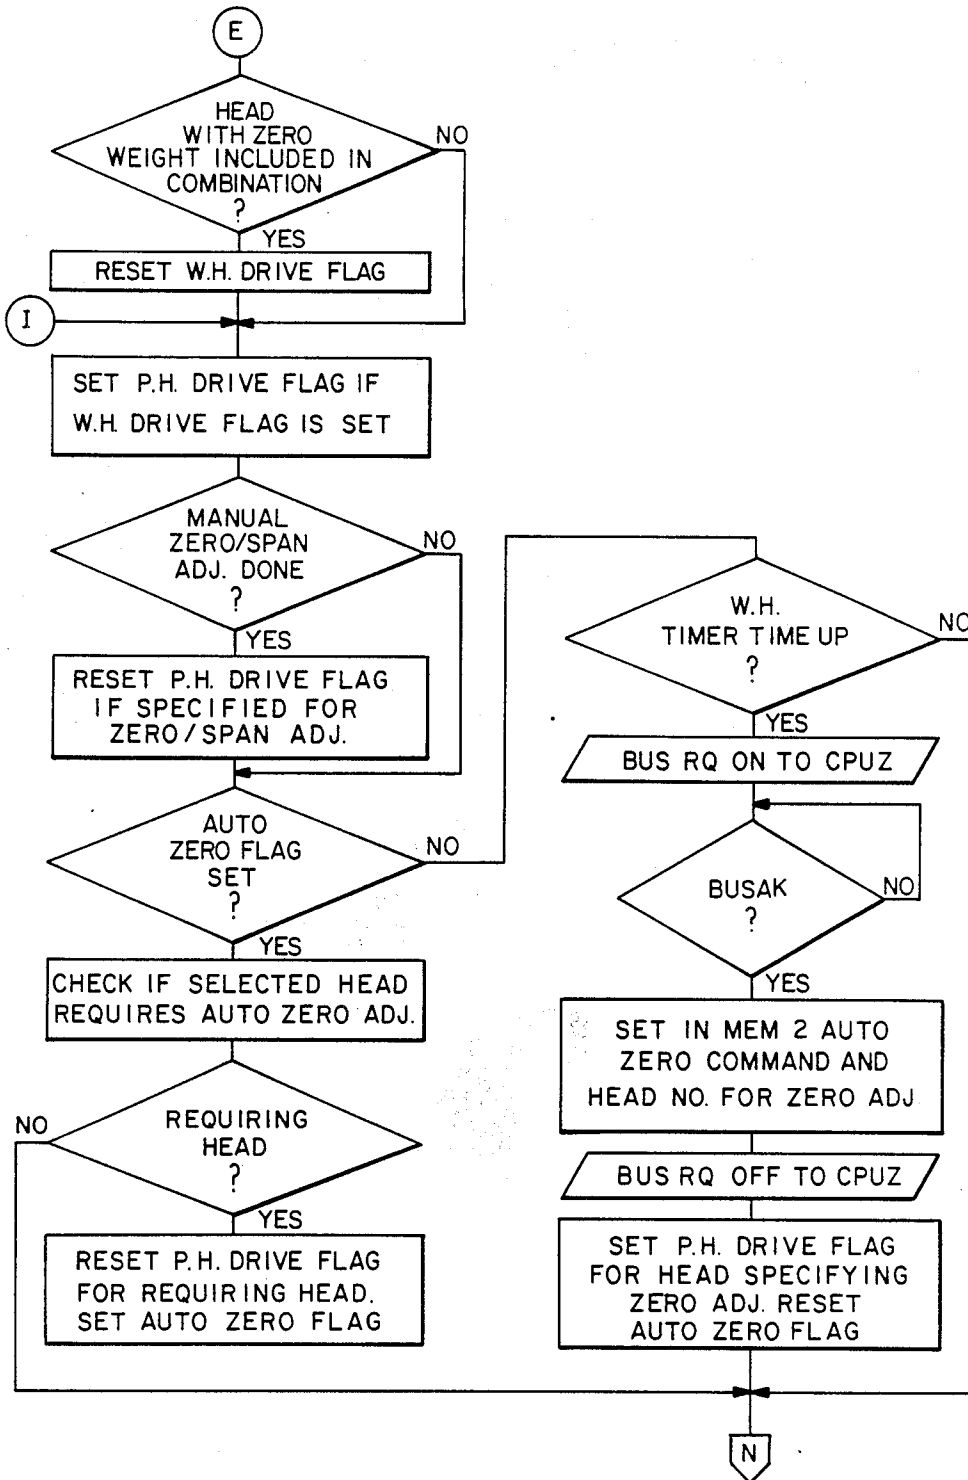 E
HEAD
WITH ZERO
WEIGHT INCLUDED IN
COMBINATION
?
NO
YES
RESET W.H. DRIVE FLAG
I
SET P.H. DRIVE FLAG IF
W.H. DRIVE FLAG IS SET
MANUAL
ZERO/SPAN
ADJ. DONE
?
NO
YES
RESET P.H. DRIVE FLAG
IF SPECIFIED FOR
ZERO/SPAN ADJ.
AUTO
ZERO FLAG
SET
?
NO
YES
CHECK IF SELECTED HEAD
REQUIRES AUTO ZERO ADJ.
NO
REQUIRING
HEAD
?
YES
RESET P.H. DRIVE FLAG
FOR REQUIRING HEAD.
SET AUTO ZERO FLAG
W.H.
TIMER TIME UP
?
NO
YES
BUS RQ ON TO CPUZ
BUSAK
?
NO
YES
SET IN MEM 2 AUTO
ZERO COMMAND AND
HEAD NO. FOR ZERO ADJ
BUS RQ OFF TO CPUZ
SET P.H. DRIVE FLAG
FOR HEAD SPECIFYING
ZERO ADJ. RESET
AUTO ZERO FLAG
N